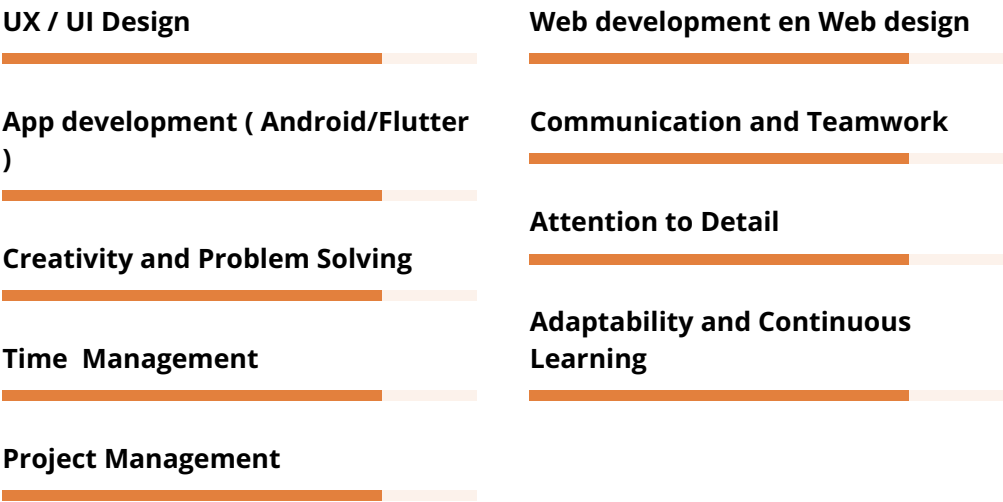 UX / UI Design
App development ( Android/Flutter
)
Creativity and Problem Solving
Time  Management
Project Management
Web development en Web design
Communication and Teamwork
Attention to Detail
Adaptability and Continuous
Learning